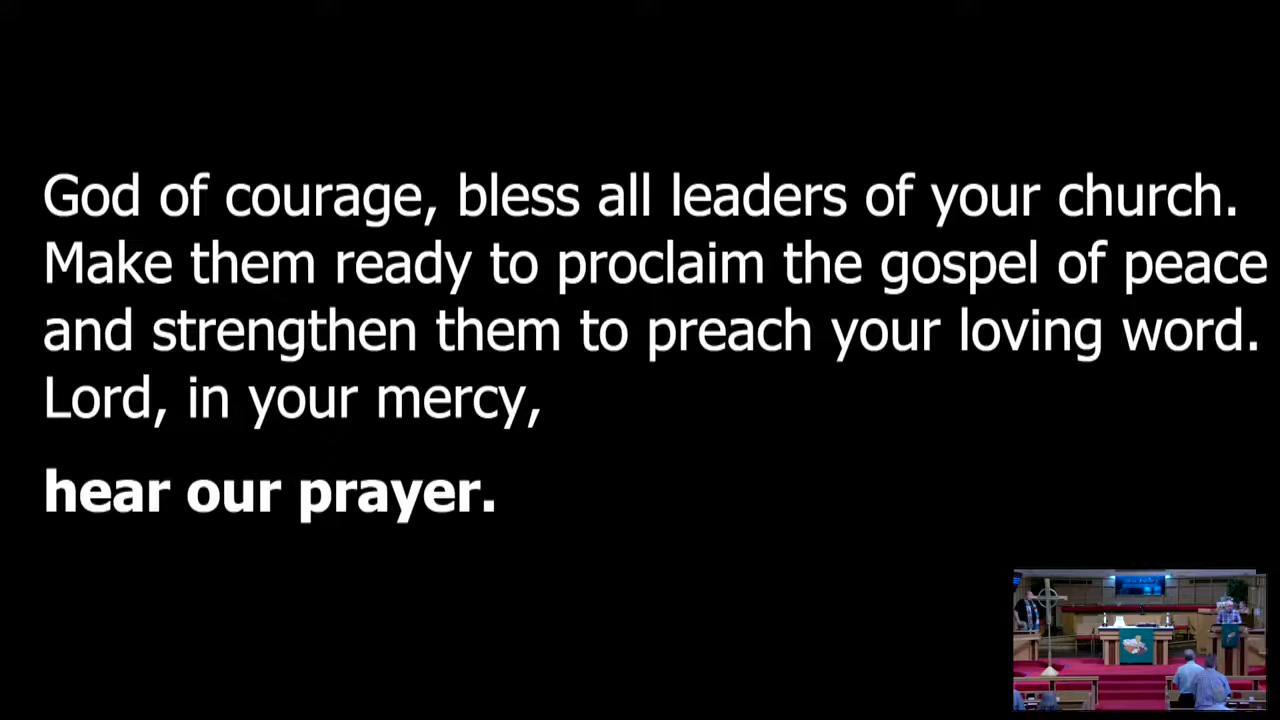 God of courage, bless all leaders of your church.
Make them ready to proclaim the gospel of peace
and strengthen them to preach your loving word.
Lord, in your mercy,
hear our prayer.